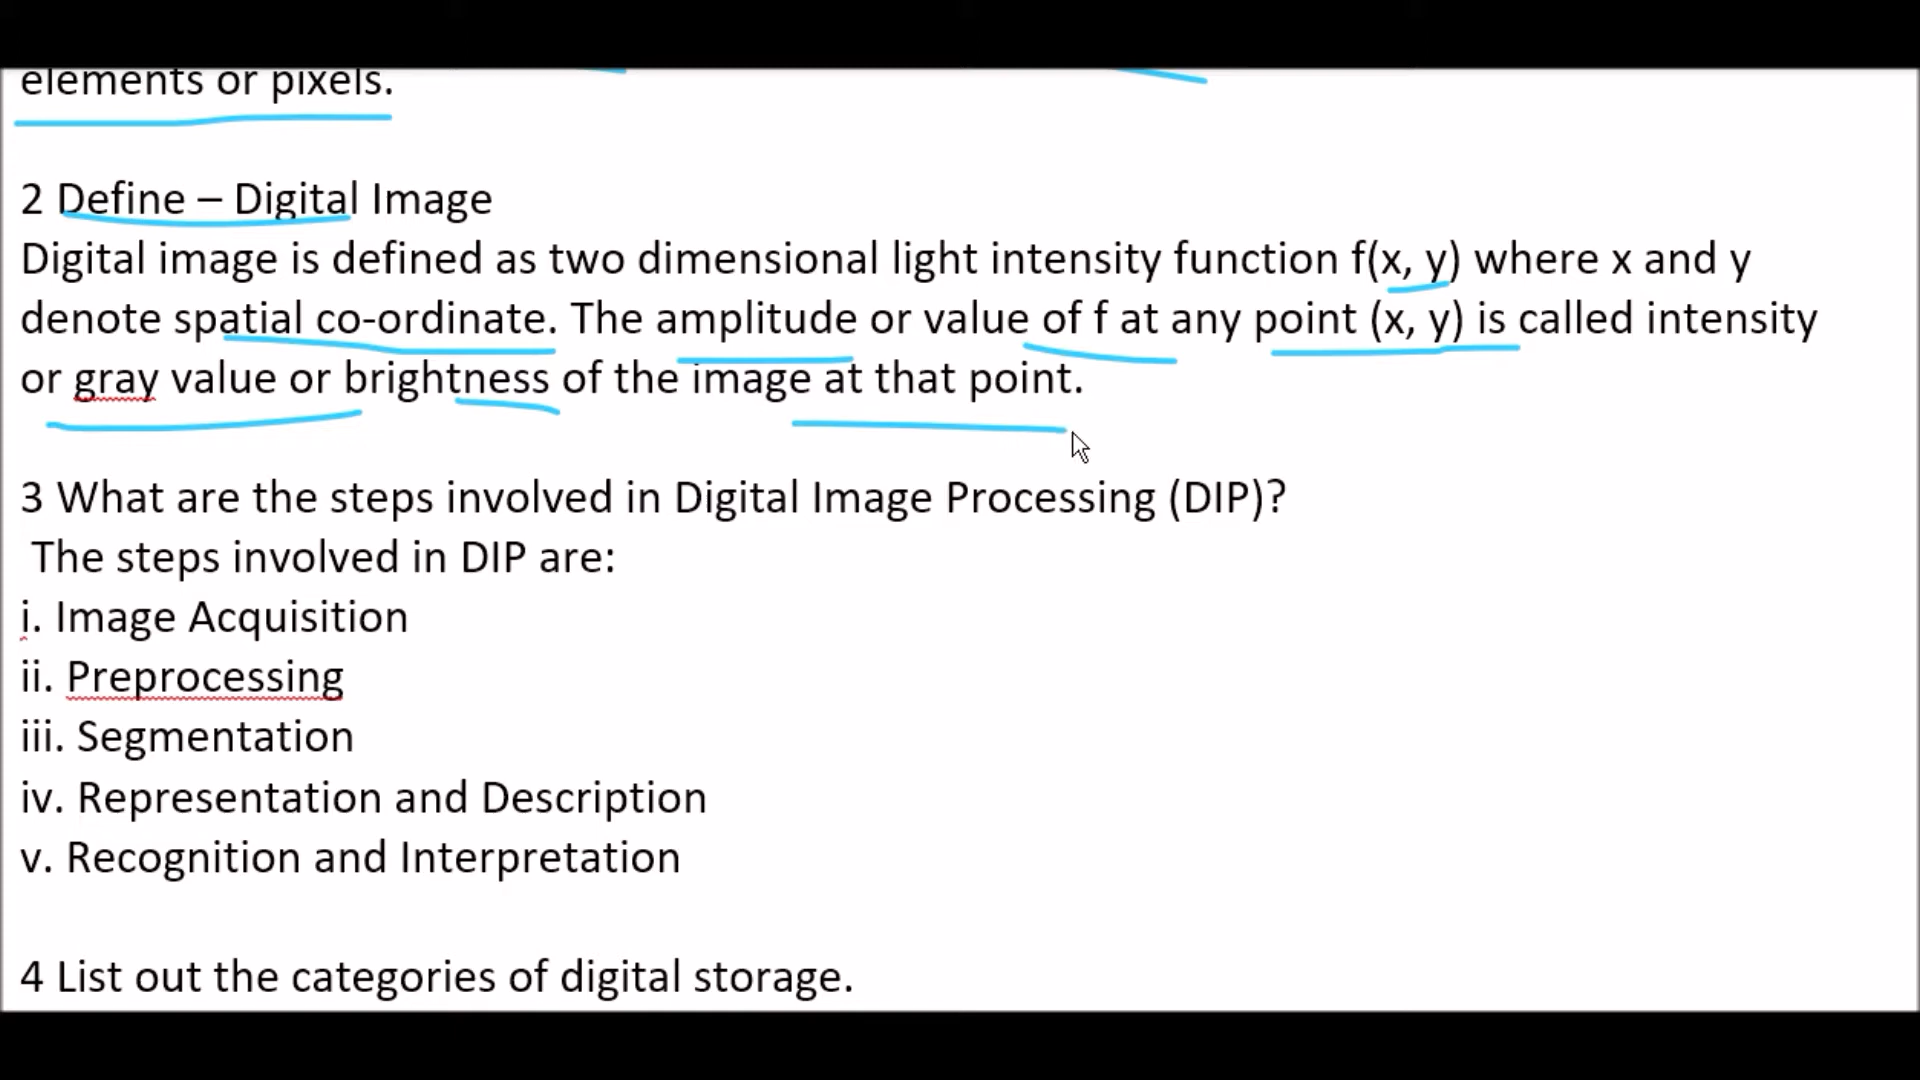 elements or pixels.
2 Define – Digital Image
Digital image is defined as two dimensional light intensity function f(x, y) where x and y
denote spatial co-ordinate. The amplitude or value of f at any point (x, y) is called intensity
or gray value or brightness of the image at that point.
3 What are the steps involved in Digital Image Processing (DIP)?
The steps involved in DIP are:
i. Image Acquisition
ii. Preprocessing
iii. Segmentation
iv. Representation and Description
v. Recognition and Interpretation
4 List out the categories of digital storage.